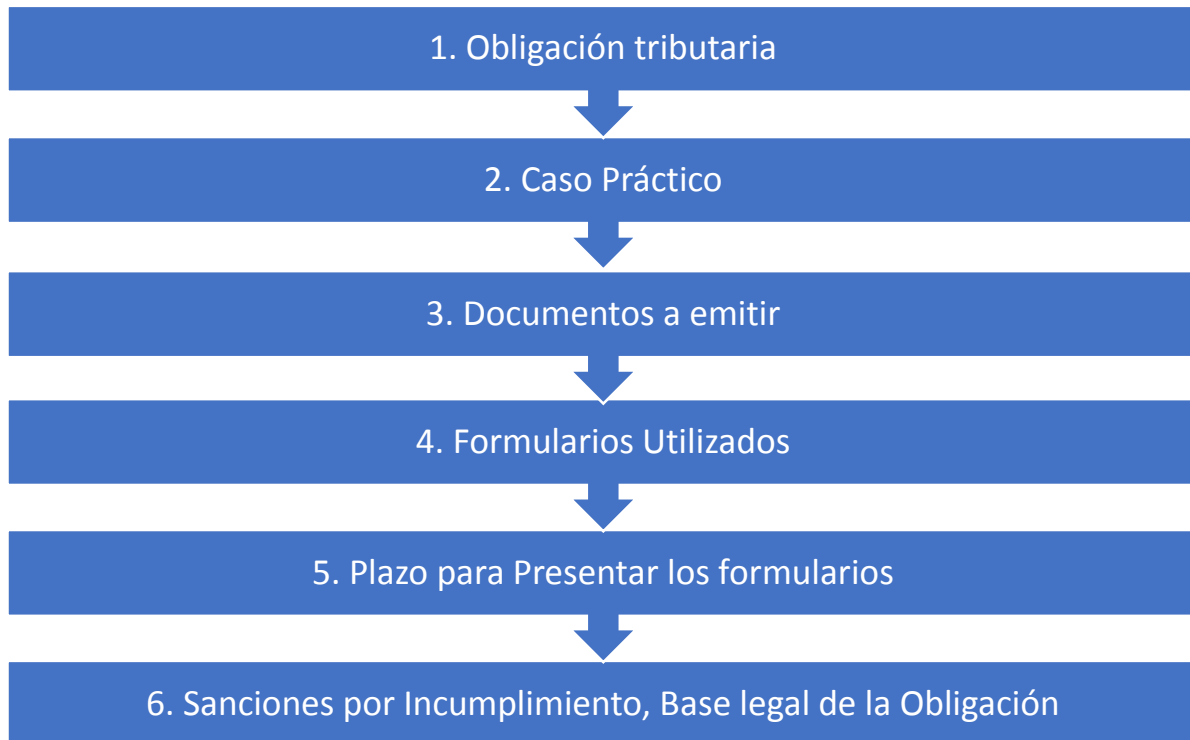 1. Obligación tributaria
2. Caso Práctico
3. Documentos a emitir
4. Formularios Utilizados
5. Plazo para Presentar los formularios
6. Sanciones por Incumplimiento, Base legal de la Obligación